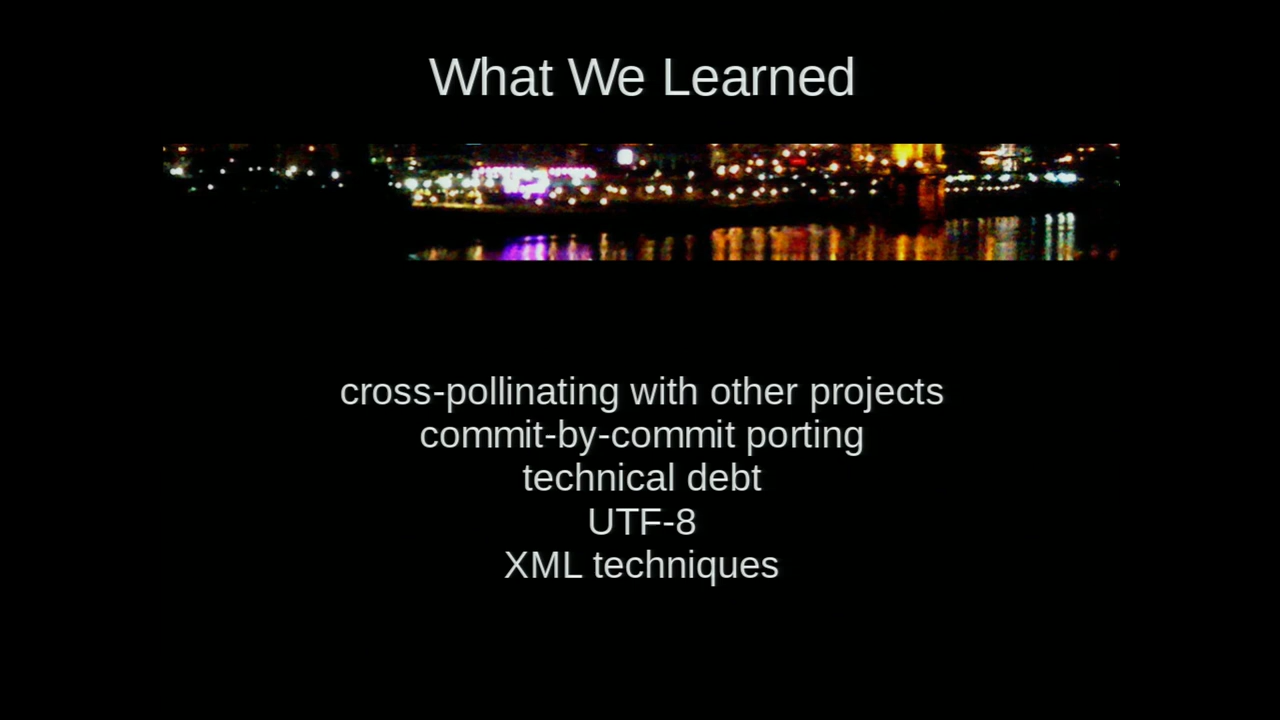 What We Learned
cross-pollinating with other projects
commit-by-commit porting
technical debt
UTF-8
XML techniques